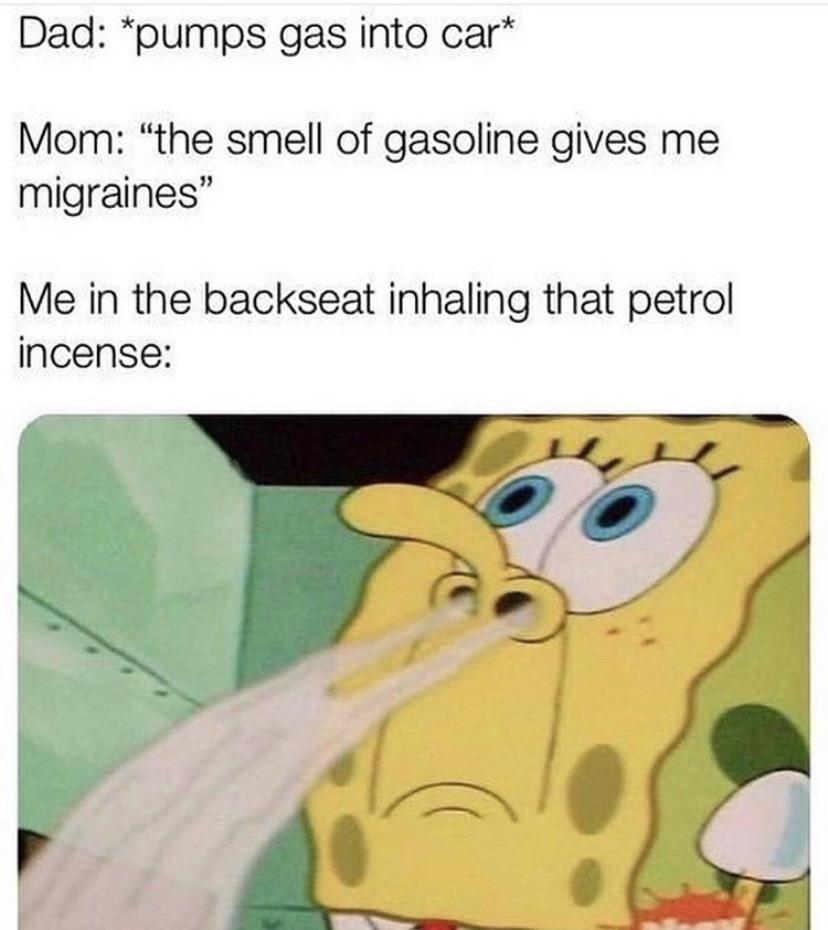 Dad: *pumps gas into car*
Mom: “the smell of gasoline gives me
migraines”
Me in the backseat inhaling that petrol
incense: